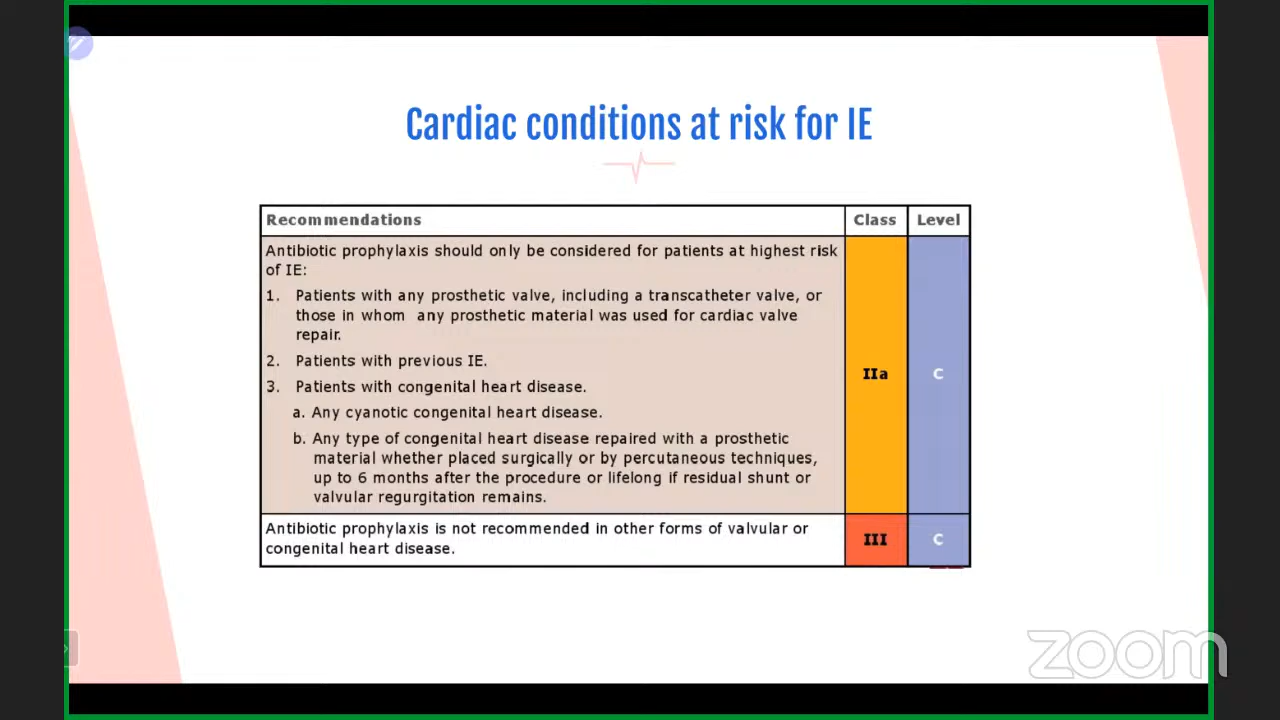 Cardiac conditions at risk for IE
Recommendations Class Level
Antibiotic prophylaxis should only be considered for patients at highest risk
of IE:
1. Patients with any prosthetic valve, including a transcatheter valve, or
those in whom any prosthetic material was used for cardiac valve
repair.
2. Patients with previous IE.
3. Patients with congenital heart disease.
a. Any cyanotic congenital heart disease.
b. Any type of congenital heart disease repaired with a prosthetic
material whether placed surgically or by percutaneous techniques,
up to 6 months after the procedure or lifelong if residual shunt or
valvular regurgitation remains.
IIa C
Antibiotic prophylaxis is not recommended in other forms of valvular or
congenital heart disease.
III C
zoom